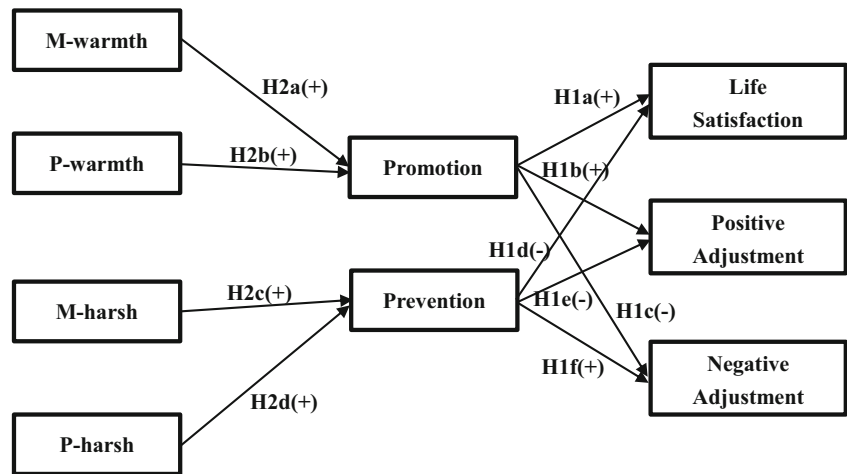 M-warmth
H2a(+)
P-warmth
H2b(+)
Promotion
M-harsh
H2c(+)
Prevention
P-harsh
H2d(+)
H1a(+)
H1b(+)
H1d(-)
H1e(-)
H1c(-)
H1f(+)
Life
Satisfaction
Positive
Adjustment
Negative
Adjustment